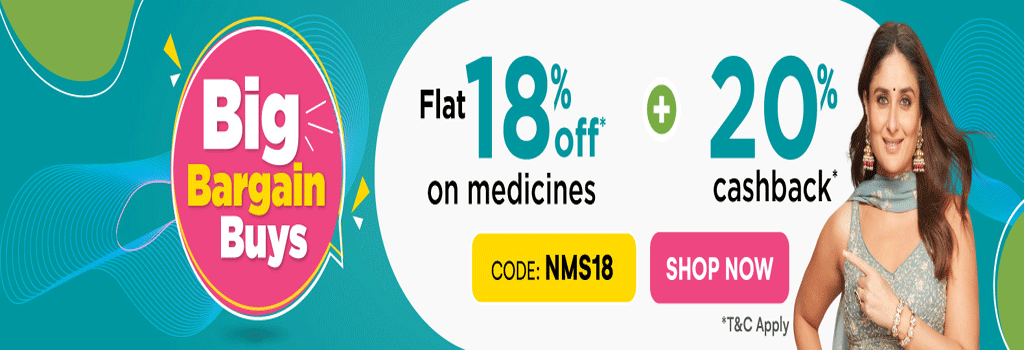 Big
Bargain
Buys
Flat 18% off*
on medicines
20%
cashback*
CODE: NMS18
SHOP NOW
*T&C Apply